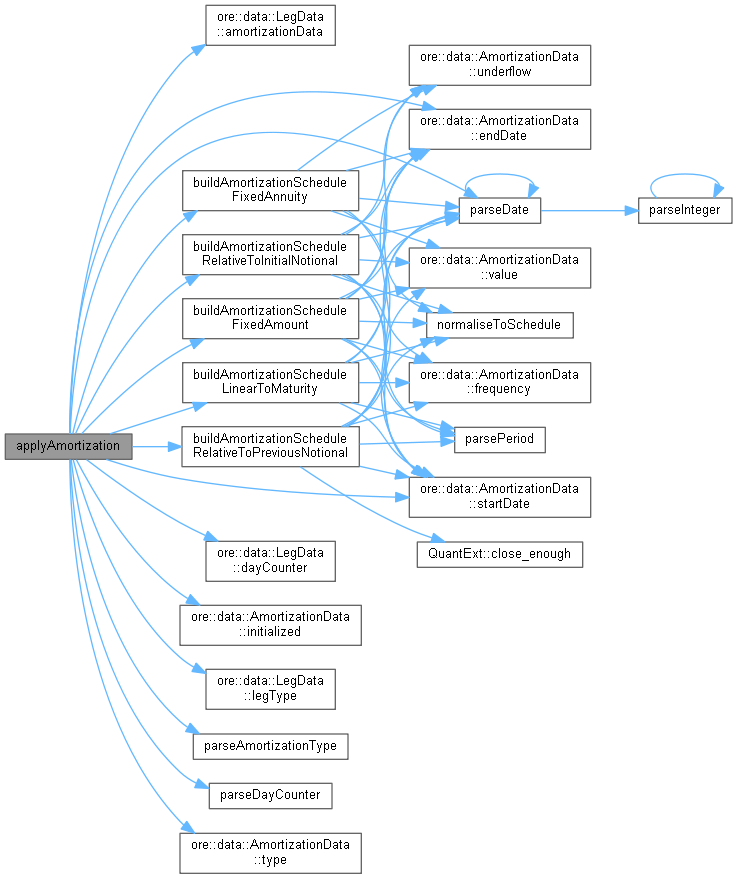 ore::data::LegData
::amortizationData
ore::data::AmortizationData
::underflow
ore::data::AmortizationData
::endDate
buildAmortizationSchedule
FixedAnnuity
parseDate
parseInteger
buildAmortizationSchedule
RelativeToInitialNotional
ore::data::AmortizationData
::value
buildAmortizationSchedule
FixedAmount
normaliseToSchedule
buildAmortizationSchedule
LinearToMaturity
ore::data::AmortizationData
::frequency
applyAmortization
buildAmortizationSchedule
RelativeToPreviousNotional
parsePeriod
ore::data::AmortizationData
::startDate
ore::data::LegData
::dayCounter
QuantExt::close_enough
ore::data::AmortizationData
::initialized
ore::data::LegData
::legType
parseAmortizationType
parseDayCounter
ore::data::AmortizationData
::type